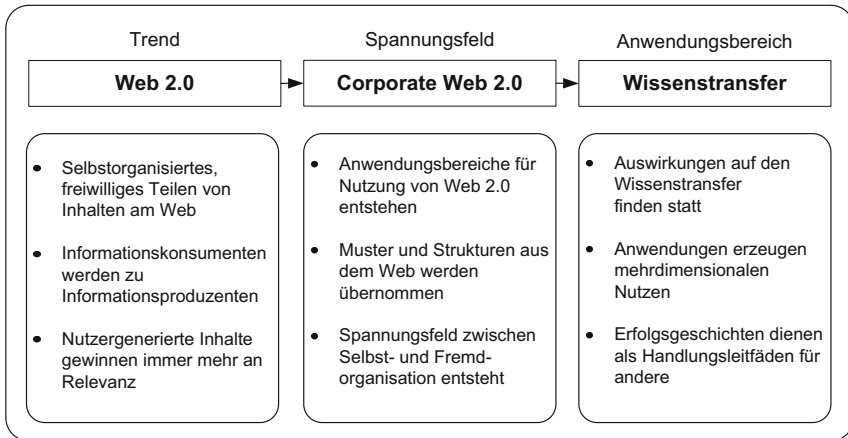 Trend
Web 2.0
• Selbstorganisiertes,
freiwilliges Teilen von
Inhalten am Web
• Informationskonsumenten
werden zu
Informationsproduzenten
• Nutzergenerierte Inhalte
gewinnen immer mehr an
Relevanz
Spannungsfeld
Corporate Web 2.0
• Anwendungsbereiche für
Nutzung von Web 2.0
entstehen
• Muster und Strukturen aus
dem Web werden
übernommen
• Spannungsfeld zwischen
Selbst- und Fremd-
organisation entsteht
Anwendungsbereich
Wissenstransfer
• Auswirkungen auf den
Wissenstransfer
finden statt
• Anwendungen erzeugen
mehrdimensionalen
Nutzen
• Erfolgsgeschichten dienen
als Handlungsleitfäden für
andere